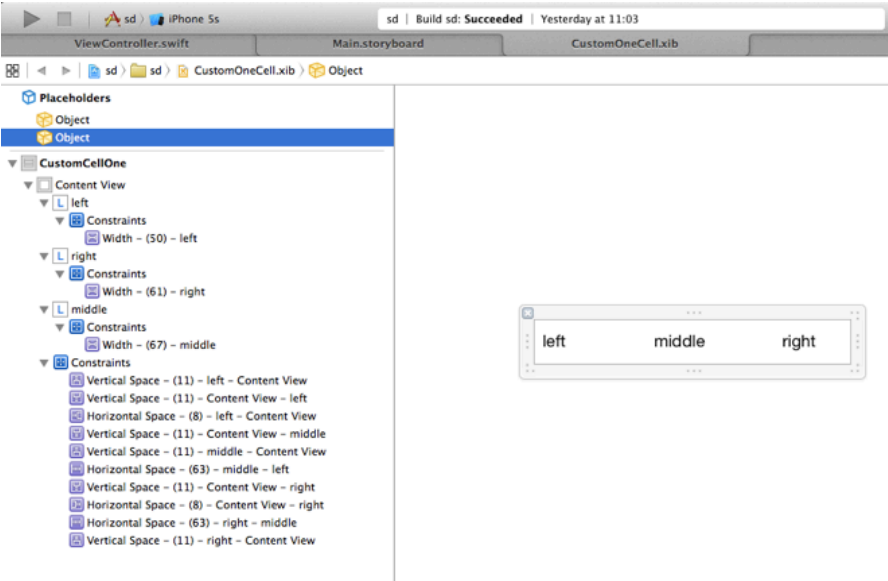 sd iPhone 5s sd | Build sd: Succeeded | Yesterday at 11:03
ViewController.swift Main.storyboard CustomOneCell.xib
sd sd CustomOneCell.xib Object
Placeholders
Object
Object
CustomCellOne
Content View
L left
Constraints
Width - (50) - left
L right
Constraints
Width - (61) - right
L middle
Constraints
Width - (67) - middle
Constraints
Vertical Space - (11) - left - Content View
Vertical Space - (11) - Content View - left
Horizontal Space - (8) - left - Content View
Vertical Space - (11) - Content View - middle
Vertical Space - (11) - middle - Content View
Horizontal Space - (63) - middle - left
Vertical Space - (11) - Content View - right
Horizontal Space - (8) - Content View - right
Horizontal Space - (63) - right - middle
Vertical Space - (11) - right - Content View
left middle right